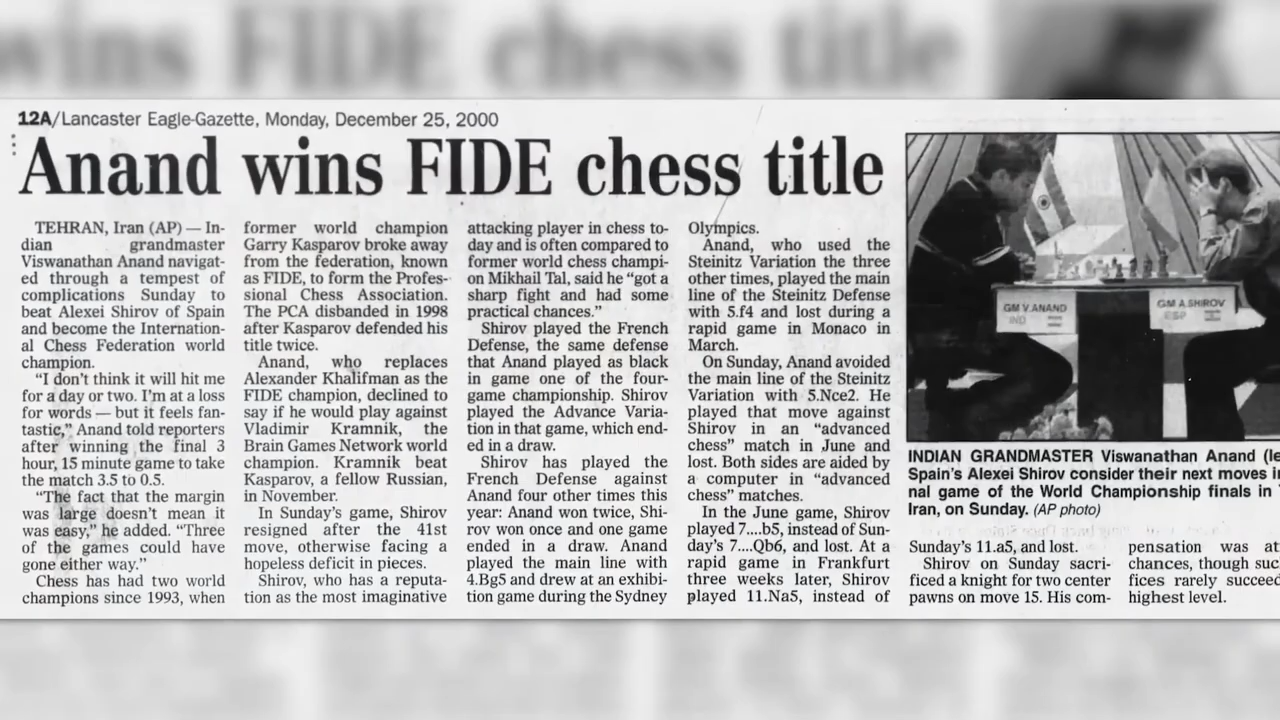 wins FIDE chess title
12A/Lancaster Eagle-Gazette, Monday, December 25, 2000
Anand wins FIDE chess title
TEHRAN, Iran (AP) — In-
dian grandmaster
Viswanathan Anand navigat-
ed through a tempest of
complications Sunday to
beat Alexei Shirov of Spain
and become the Internation-
al Chess Federation world
champion.
“I don’t think it will hit me
for a day or two. I’m at a loss
for words — but it feels fan-
tastic,” Anand told reporters
after winning the final 3
hour, 15 minute game to take
the match 3.5 to 0.5.
“The fact that the margin
was large doesn’t mean it
was easy,” he added. “Three
of the games could have
gone either way.”
Chess has had two world
champions since 1993, when
former world champion
Garry Kasparov broke away
from the federation, known
as FIDE, to form the Profes-
sional Chess Association.
The PCA disbanded in 1998
after Kasparov defended his
title twice.
Anand, who replaces
Alexander Khalifman as the
FIDE champion, declined to
say if he would play against
Vladimir Kramnik, the
Brain Games Network world
champion. Kramnik beat
Kasparov, a fellow Russian,
in November.
In Sunday’s game, Shirov
resigned after the 41st
move, otherwise facing a
hopeless deficit in pieces.
Shirov, who has a reputa-
tion as the most imaginative
attacking player in chess to-
day and is often compared to
former world chess champi-
on Mikhail Tal, said he “got a
sharp fight and had some
practical chances.”
Shirov played the French
Defense, the same defense
that Anand played as black
in game one of the four-
game championship. Shirov
played the Advance Varia-
tion in that game, which end-
ed in a draw.
Shirov has played the
French Defense against
Anand four other times this
year: Anand won twice, Shi-
rov won once and one game
ended in a draw. Anand
played the main line with
4.Bg5 and drew at an exhibi-
tion game during the Sydney
Olympics.
Anand, who used the
Steinitz Variation the three
other times, played the main
line of the Steinitz Defense
with 5.f4 and lost during a
rapid game in Monaco in
March.
On Sunday, Anand avoided
the main line of the Steinitz
Variation with 5.Nce2. He
played that move against
Shirov in an “advanced
chess” match in June and
lost. Both sides are aided by
a computer in “advanced
chess” matches.
In the June game, Shirov
played 7....b5, instead of Sun-
day’s 7....Qb6, and lost. At a
rapid game in Frankfurt
three weeks later, Shirov
played 11.Na5, instead of
GM V.ANAND
IND
GM A.SHIROV
ESP
INDIAN GRANDMASTER Viswanathan Anand (le
Spain’s Alexei Shirov consider their next moves i
nal game of the World Championship finals in
Iran, on Sunday. (AP photo)
Sunday’s 11.a5, and lost.
Shirov on Sunday sacri-
ficed a knight for two center
pawns on move 15. His com-
pensation was at
chances, though suc
fices rarely succeed
highest level.